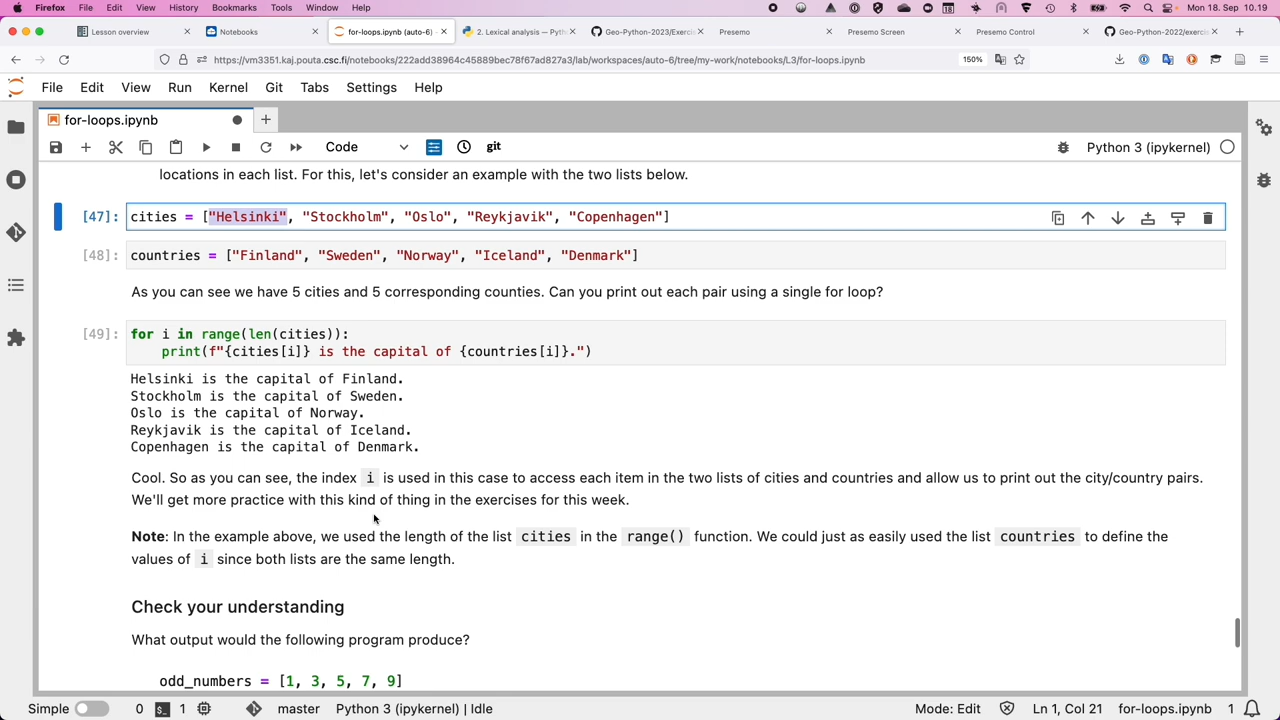 Firefox File Edit View History Bookmarks Tools Window Help Mon 18. Sep 10.19
Lesson overview Notebooks for-loops.ipynb (auto-6) - 2. Lexical analysis — Pyth Geo-Python-2023/Exercis Presemo Presemo Screen Presemo Control Geo-Python-2022/exercis
https://vm3351.kaj.pouta.csc.fi/notebooks/222add38964c45889bec78f67ad827a3/lab/workspaces/auto-6/tree/my-work/notebooks/L3/for-loops.ipynb 150%
File Edit View Run Kernel Git Tabs Settings Help
for-loops.ipynb
Code git Python 3 (ipykernel)
locations in each list. For this, let's consider an example with the two lists below.
[47]: cities = ["Helsinki", "Stockholm", "Oslo", "Reykjavik", "Copenhagen"]
[48]: countries = ["Finland", "Sweden", "Norway", "Iceland", "Denmark"]
As you can see we have 5 cities and 5 corresponding counties. Can you print out each pair using a single for loop?
[49]: for i in range(len(cities)):
print(f"{cities[i]} is the capital of {countries[i]}.")
Helsinki is the capital of Finland.
Stockholm is the capital of Sweden.
Oslo is the capital of Norway.
Reykjavik is the capital of Iceland.
Copenhagen is the capital of Denmark.
Cool. So as you can see, the index i is used in this case to access each item in the two lists of cities and countries and allow us to print out the city/country pairs.
We'll get more practice with this kind of thing in the exercises for this week.
Note: In the example above, we used the length of the list cities in the range() function. We could just as easily used the list countries to define the
values of i since both lists are the same length.
Check your understanding
What output would the following program produce?
odd_numbers = [1, 3, 5, 7, 9]
Simple 0 1 master Python 3 (ipykernel) | Idle Mode: Edit Ln 1, Col 21 for-loops.ipynb 1